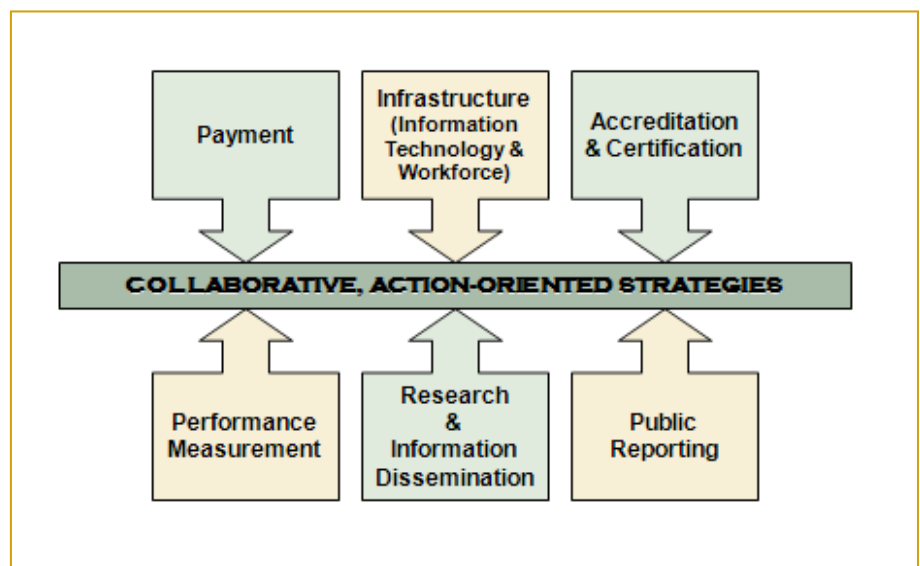 Payment
Infrastructure
(Information
Technology &
Workforce)
Accreditation
& Certification
COLLABORATIVE, ACTION-ORIENTED STRATEGIES
Performance
Measurement
Research
&
Information
Dissemination
Public
Reporting